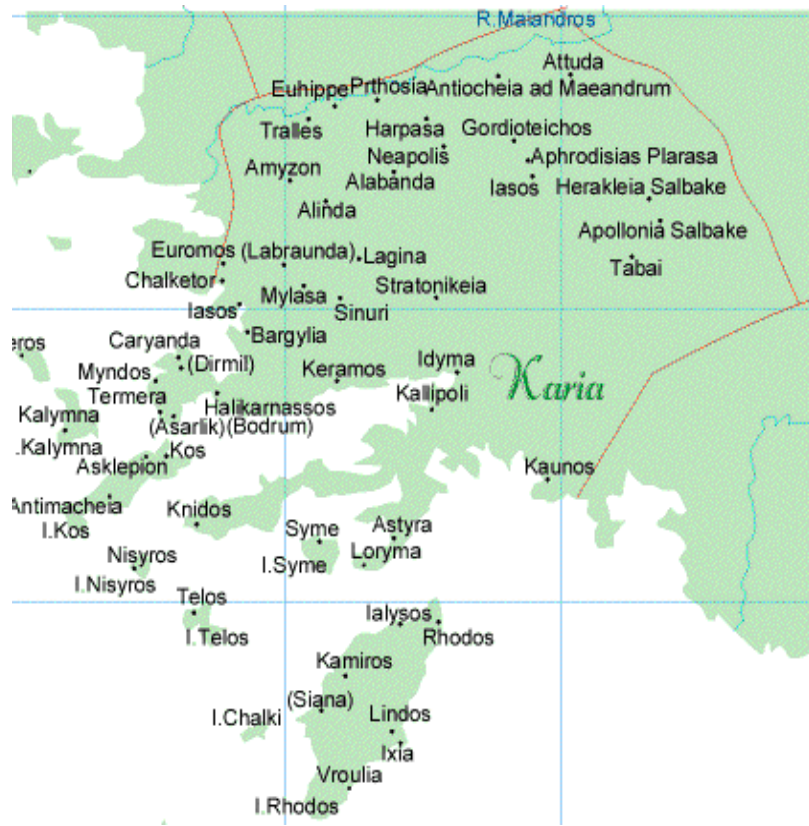 R.Maiandros
Attuda
Euhippe
Prthosia
Antiocheia ad Maeandrum
Tralles
Harpasa
Gordioteichos
Neapolis
Aphrodisias Plarasa
Amyzon
Alabanda
Iasos
Herakleia Salbake
Alinda
Apollonia Salbake
Euromos (Labraunda)
Lagina
Tabai
Chalketor
Mylasa
Stratonikeia
Iasos
Sinuri
Bargylia
Caryanda
eros
(Dirmil)
Myndos
Keramos
Idyma
Karia
Termera
Kallipoli
Kalymna
Halikarnassos
(Asarlik)
(Bodrum)
.Kalymna
Kos
Asklepion
Kaunos
Antimacheia
Knidos
I.Kos
Syme
Astyra
Nisyros
I.Syme
Loryma
I.Nisyros
Telos
Ialysos
I.Telos
Rhodos
Kamiros
(Siana)
I.Chalki
Lindos
Ixia
Vroulia
I.Rhodos